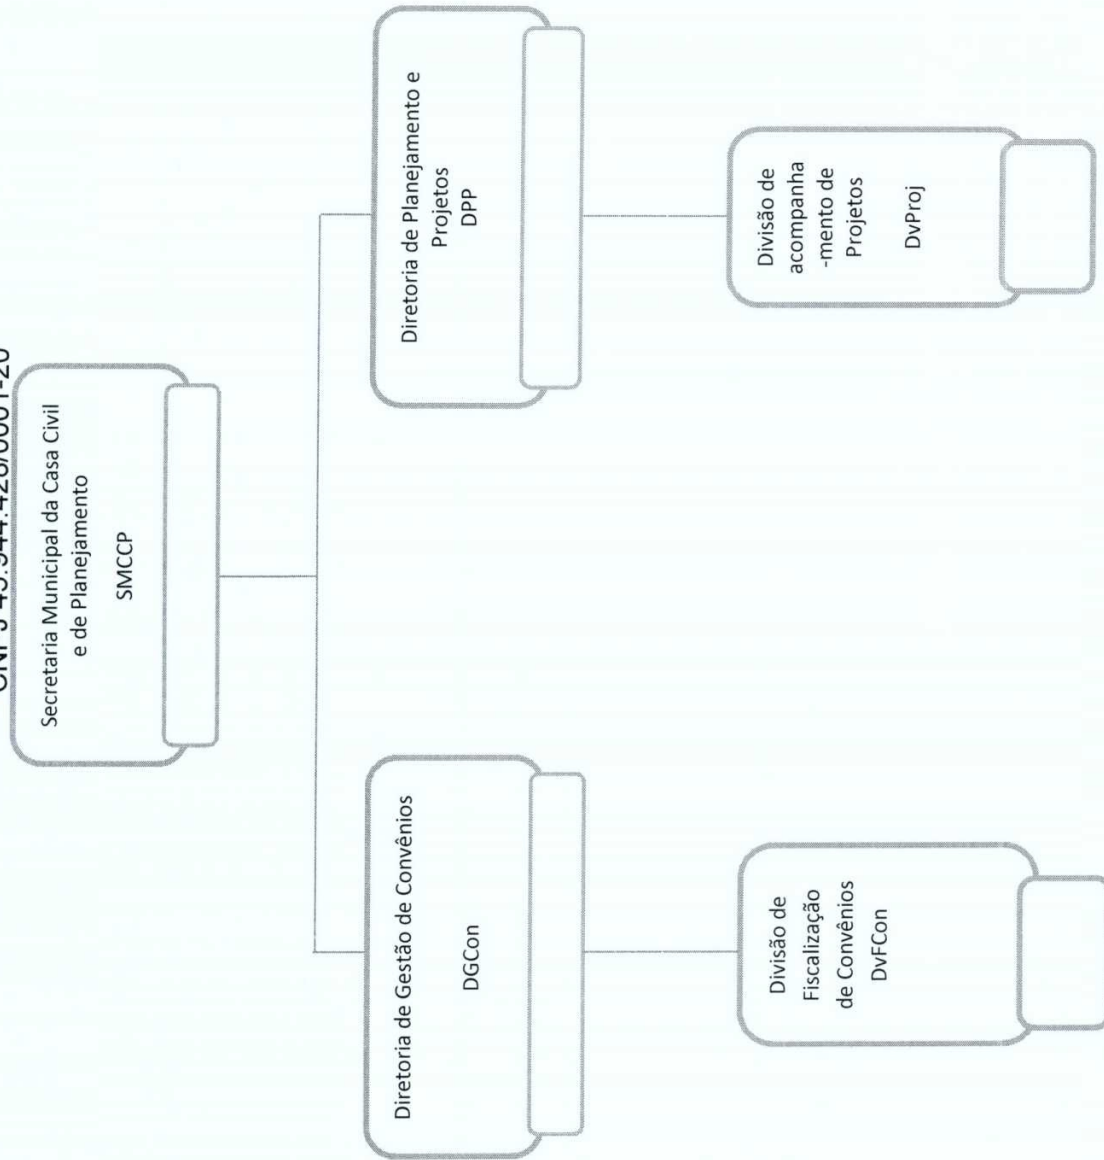 Secretaria Municipal da Casa Civil
e de Planejamento
SMCCP
Diretoria de Gestão de Convênios
DGCon
Diretoria de Planejamento e
Projetos
DPP
Divisão de
Fiscalização
de Convênios
DvFCon
Divisão de
acompanha
-mento de
Projetos
DvProj